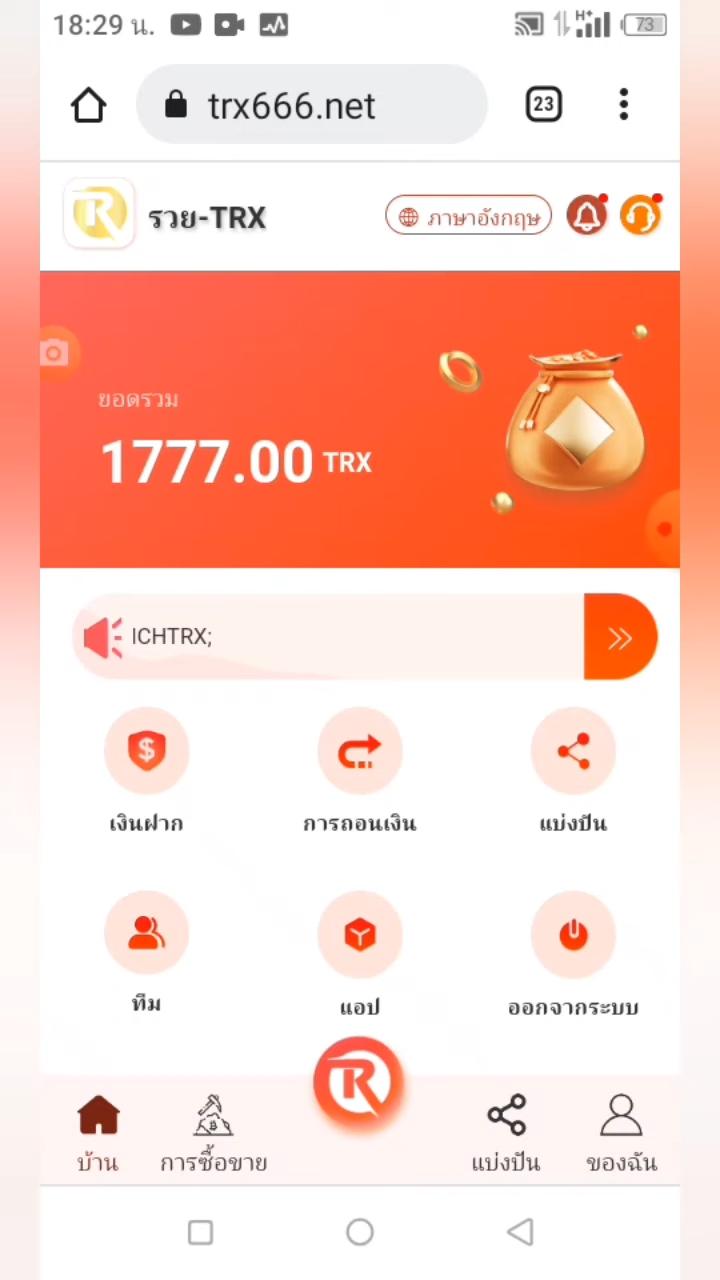 18:29 น.
H+
73
trx666.net
23
รวย-TRX
ภาษาอังกฤษ
ยอดรวม
1777.00 TRX
ICHTRX;
เงินฝาก
การถอนเงิน
แบ่งปัน
ทีม
แอป
ออกจากระบบ
บ้าน
การซื้อขาย
แบ่งปัน
ของฉัน